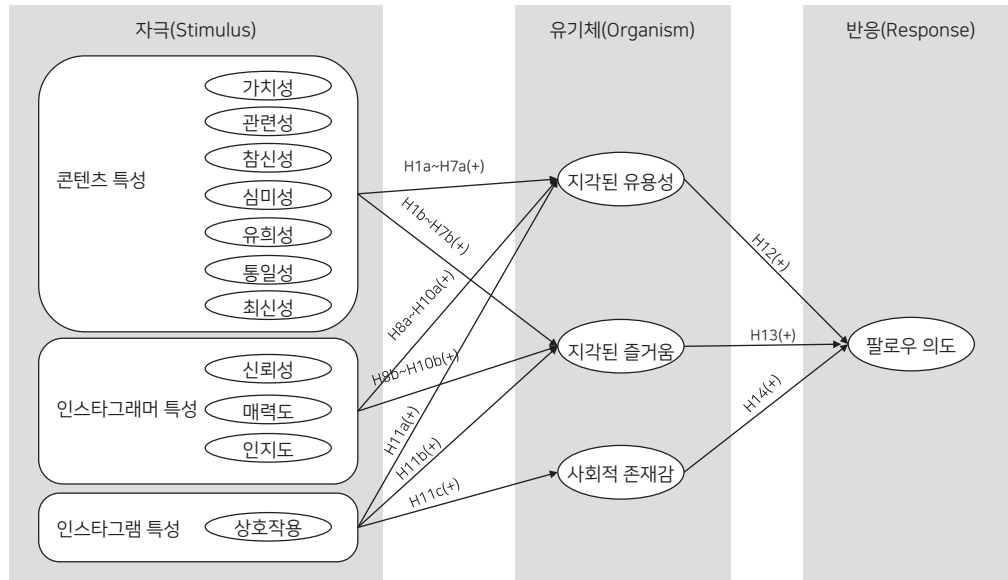 자극(Stimulus)
유기체(Organism)
반응(Response)
콘텐츠 특성
가치성
관련성
참신성
심미성
유희성
통일성
최신성
인스타그래머 특성
신뢰성
매력도
인지도
인스타그램 특성
상호작용
H1a~H7a(+)
H1b~H7b(+)
H8a~H10a(+)
H8b~H10b(+)
H11a(+)
H11b(+)
H11c(+)
지각된 유용성
지각된 즐거움
사회적 존재감
H12(+)
H13(+)
H14(+)
팔로우 의도